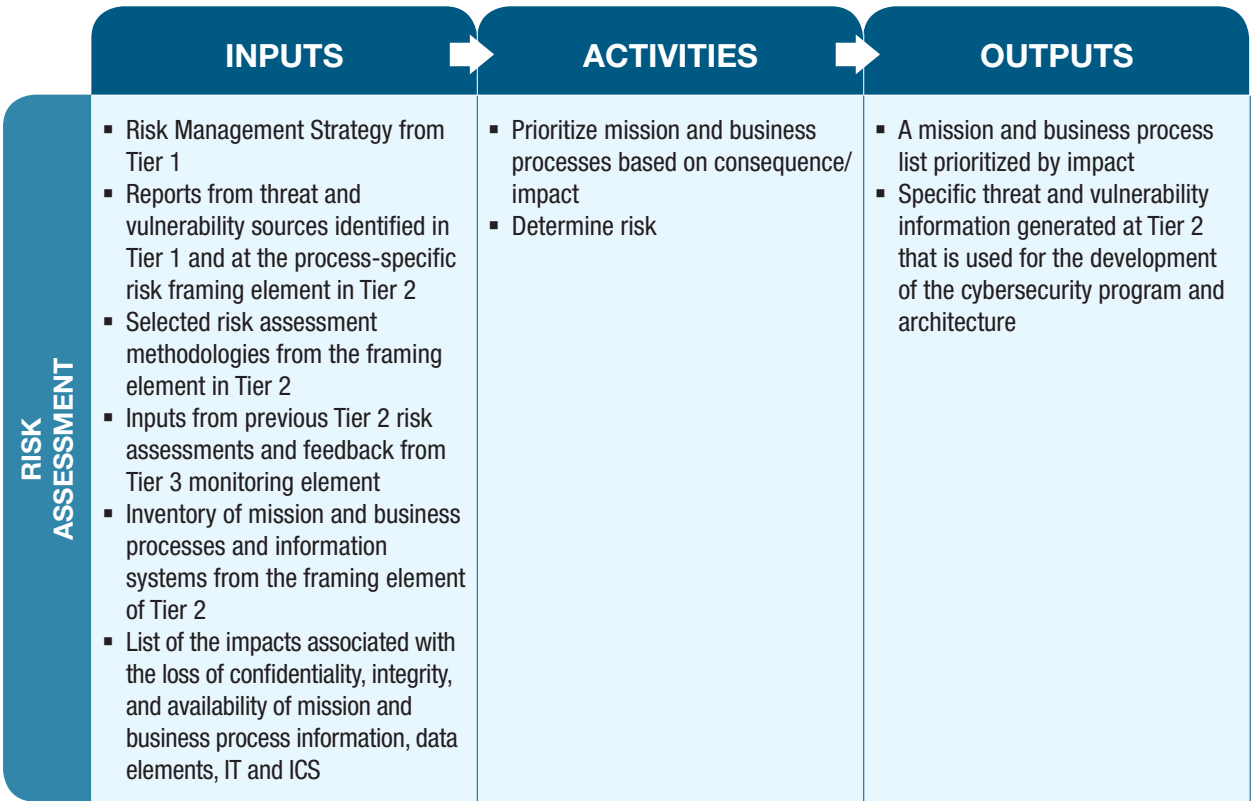 INPUTS
ACTIVITIES
OUTPUTS
RISK
ASSESSMENT
▪ Risk Management Strategy from
Tier 1
▪ Reports from threat and
vulnerability sources identified in
Tier 1 and at the process-specific
risk framing element in Tier 2
▪ Selected risk assessment
methodologies from the framing
element in Tier 2
▪ Inputs from previous Tier 2 risk
assessments and feedback from
Tier 3 monitoring element
▪ Inventory of mission and business
processes and information
systems from the framing element
of Tier 2
▪ List of the impacts associated with
the loss of confidentiality, integrity,
and availability of mission and
business process information, data
elements, IT and ICS
▪ Prioritize mission and business
processes based on consequence/
impact
▪ Determine risk
▪ A mission and business process
list prioritized by impact
▪ Specific threat and vulnerability
information generated at Tier 2
that is used for the development
of the cybersecurity program and
architecture